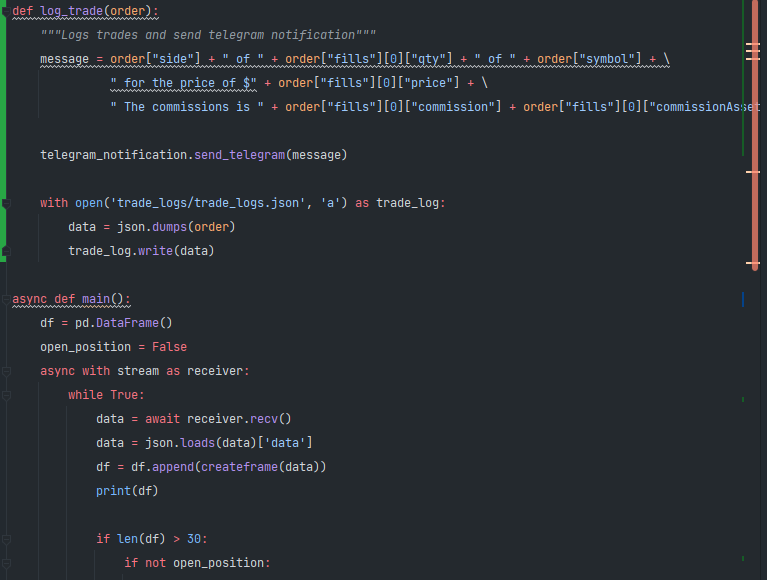 def log_trade(order):
    """Logs trades and send telegram notification"""
    message = order["side"] + " of " + order["fills"][0]["qty"] + " of " + order["symbol"] + \
              " for the price of $" + order["fills"][0]["price"] + \
              " The commissions is " + order["fills"][0]["commission"] + order["fills"][0]["commissionAsset
    telegram_notification.send_telegram(message)
    with open('trade_logs/trade_logs.json', 'a') as trade_log:
        data = json.dumps(order)
        trade_log.write(data)
async def main():
    df = pd.DataFrame()
    open_position = False
    async with stream as receiver:
        while True:
            data = await receiver.recv()
            data = json.loads(data)['data']
            df = df.append(createframe(data))
            print(df)
            if len(df) > 30:
                if not open_position: